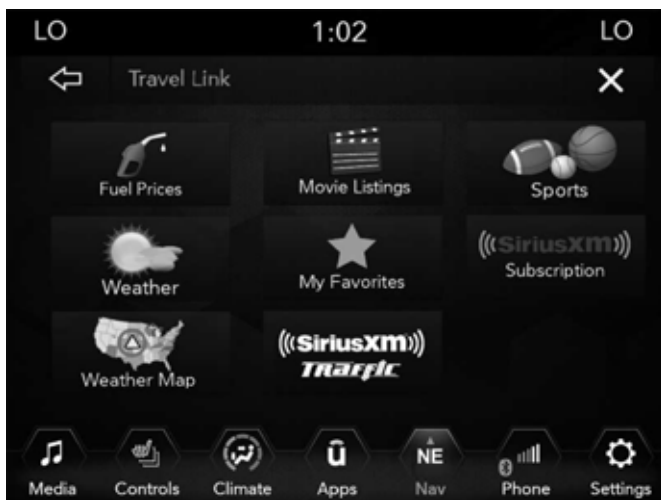 LO 1:02 LO
Travel Link
Fuel Prices Movie Listings Sports
Weather My Favorites SiriusXM Subscription
Weather Map SiriusXM Traffic
û NE
Media Controls Climate Apps Nav Phone Settings